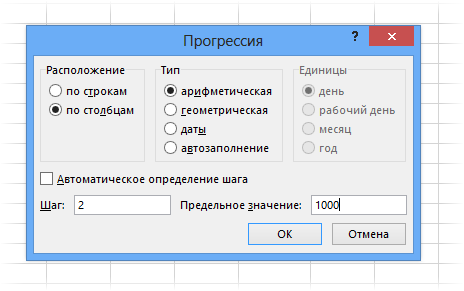 Прогрессия
?
Расположение
Тип
Единицы
по строкам
арифметическая
день
по столбцам
геометрическая
рабочий день
даты
месяц
автозаполнение
год
Автоматическое определение шага
Шаг: 2 Предельное значение: 1000
ОК
Отмена